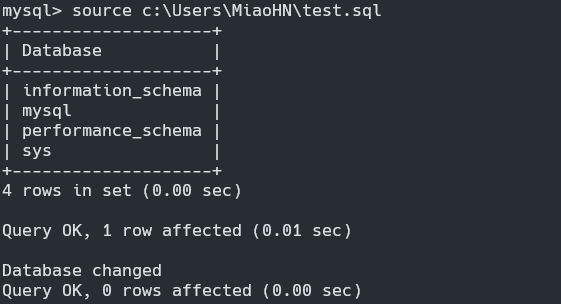 mysql> source c:\Users\MiaoHN\test.sql
+--------------------+
| Database           |
+--------------------+
| information_schema |
| mysql              |
| performance_schema |
| sys                |
+--------------------+
4 rows in set (0.00 sec)
Query OK, 1 row affected (0.01 sec)
Database changed
Query OK, 0 rows affected (0.00 sec)